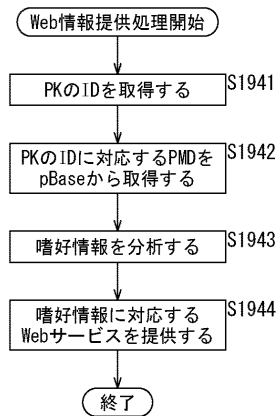 Web情報提供処理開始
PKのIDを取得する
S1941
PKのIDに対応するPMDを
pBaseから取得する
S1942
嗜好情報を分析する
S1943
嗜好情報に対応する
Webサービスを提供する
S1944
終了